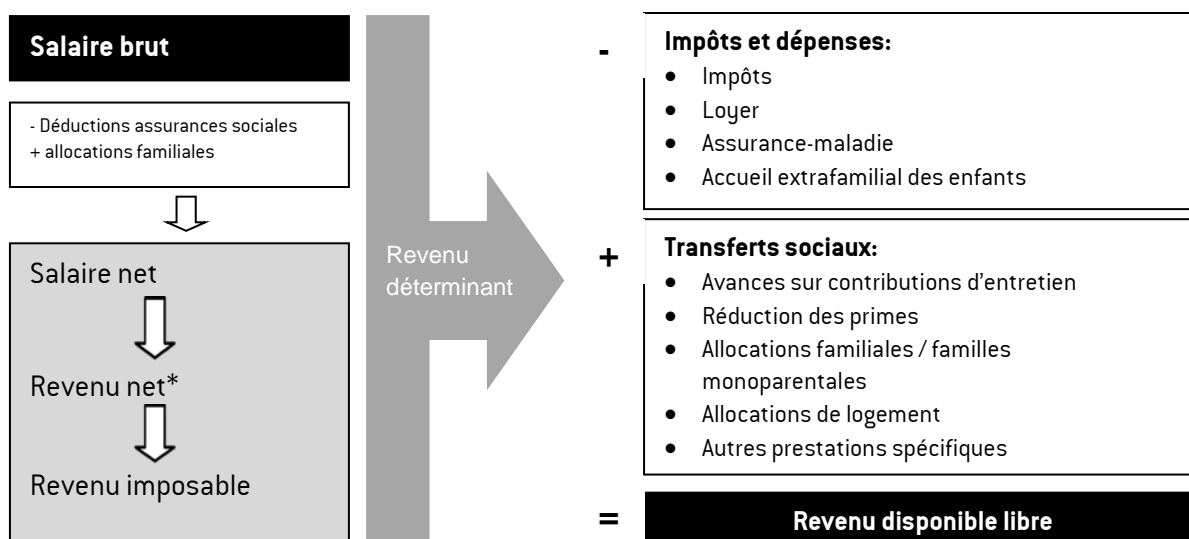 Salaire brut
- Déductions assurances sociales
+ allocations familiales
Salaire net
Revenu net*
Revenu imposable
Revenu
déterminant
-
Impôts et dépenses:
• Impôts
• Loyer
• Assurance-maladie
• Accueil extrafamilial des enfants
+
Transferts sociaux:
• Avances sur contributions d'entretien
• Réduction des primes
• Allocations familiales / familles
monoparentales
• Allocations de logement
• Autres prestations spécifiques
=
Revenu disponible libre